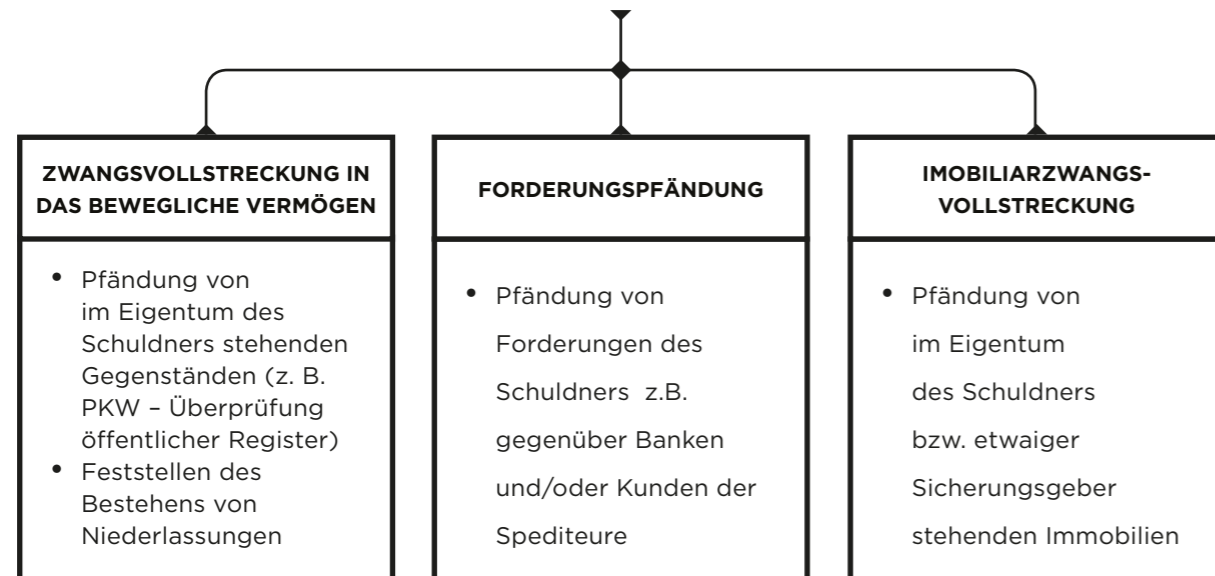 ZWANGSVOLLSTRECKUNG IN
DAS BEWEGLICHE VERMÖGEN
• Pfändung von
im Eigentum des
Schuldners stehenden
Gegenständen (z. B.
PKW – Überprüfung
öffentlicher Register)
• Feststellen des
Bestehens von
Niederlassungen
FORDERUNGSPFÄNDUNG
• Pfändung von
Forderungen des
Schuldners z.B.
gegenüber Banken
und/oder Kunden der
Spediteure
IMOBILIARZWANGS-
VOLLSTRECKUNG
• Pfändung von
im Eigentum
des Schuldners
bzw. etwaiger
Sicherungsgeber
stehenden Immobilien